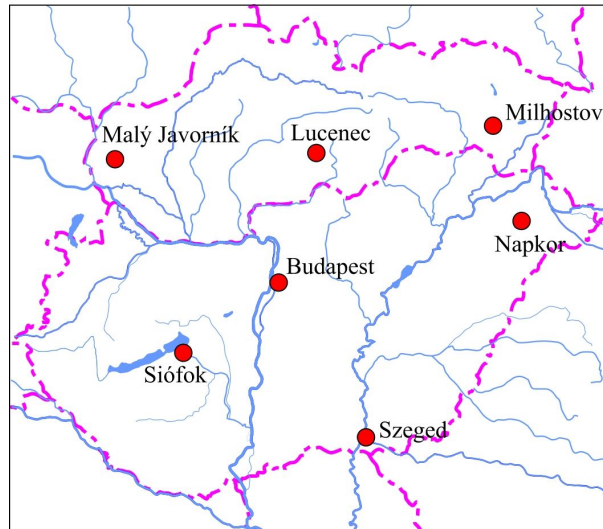 Milhostov
Malý Javorník
Lucenec
Napkor
Budapest
Siófok
Szeged